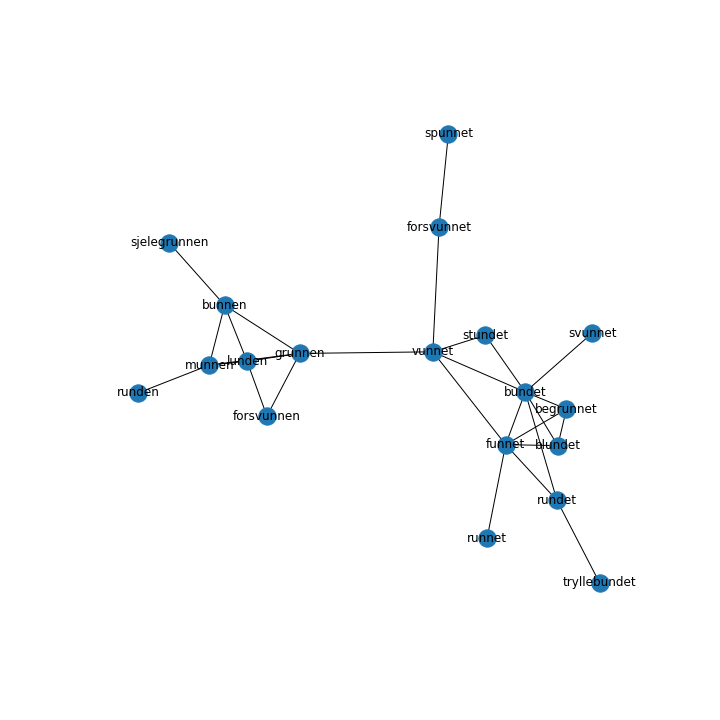 spunnet
forsvunnet
sjelegrunnen
bunnen
stundet
svunnet
vunnet
grunnen
lunden
munnen
runden
bundet
begrunnet
forsvunnen
funnet
blundet
rundet
runnet
tryllebundet